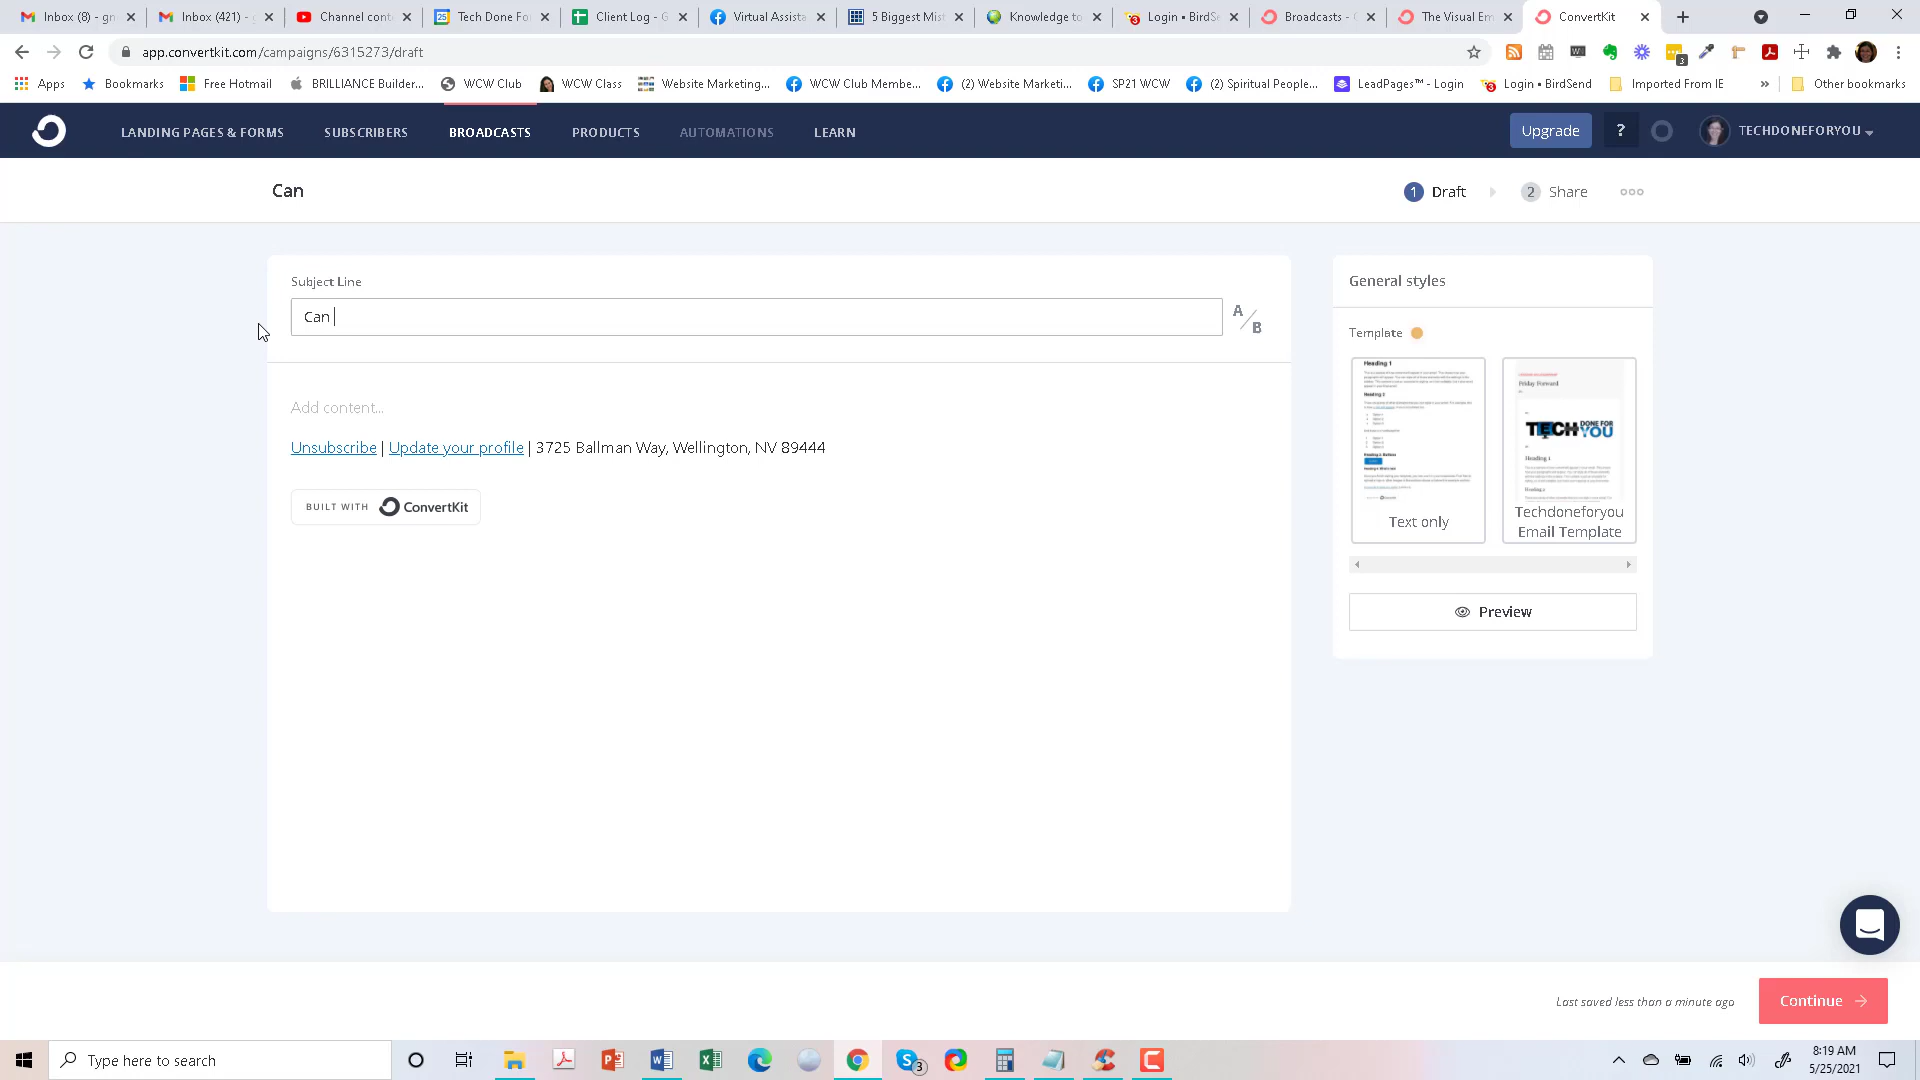 Inbox (8) - gn
Inbox (421) - g
Channel cont
Tech Done Fo
Client Log - G
Virtual Assista
5 Biggest Mist
Knowledge to
Login • BirdSe
Broadcasts - C
The Visual Em
ConvertKit
app.convertkit.com/campaigns/6315273/draft
3
Apps
Bookmarks
Free Hotmail
BRILLIANCE Builder...
WCW Club
WCW Class
Website Marketing...
WCW Club Membe...
(2) Website Marketi...
SP21 WCW
(2) Spiritual People...
LeadPages™ - Login
Login • BirdSend
Imported From IE
»
Other bookmarks
LANDING PAGES & FORMS
SUBSCRIBERS
BROADCASTS
PRODUCTS
AUTOMATIONS
LEARN
Upgrade
?
TECHDONEFORYOU
Can
1 Draft
2 Share
Subject Line
Can
A/B
Add content...
Unsubscribe | Update your profile | 3725 Ballman Way, Wellington, NV 89444
BUILT WITH ConvertKit
General styles
Template
Heading 1
Heading 2
Text only
Friday Forward
TECH DONE FOR YOU
Heading 1
Heading 2
Techdoneforyou
Email Template
Preview
Last saved less than a minute ago
Continue
Type here to search
3
8:19 AM
5/25/2021